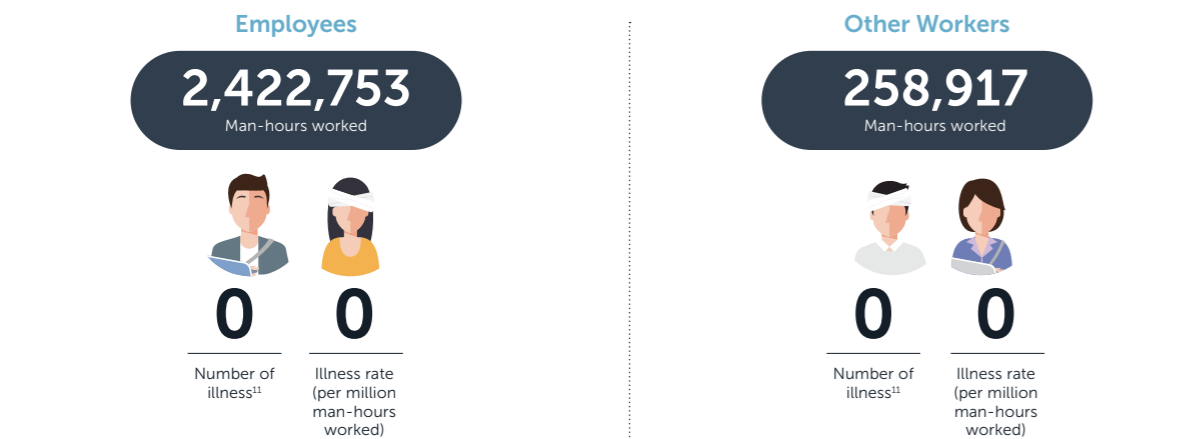 Employees
2,422,753
Man-hours worked
0
Number of
illness¹¹
0
Illness rate
(per million
man-hours
worked)
Other Workers
258,917
Man-hours worked
0
Number of
illness¹¹
0
Illness rate
(per million
man-hours
worked)